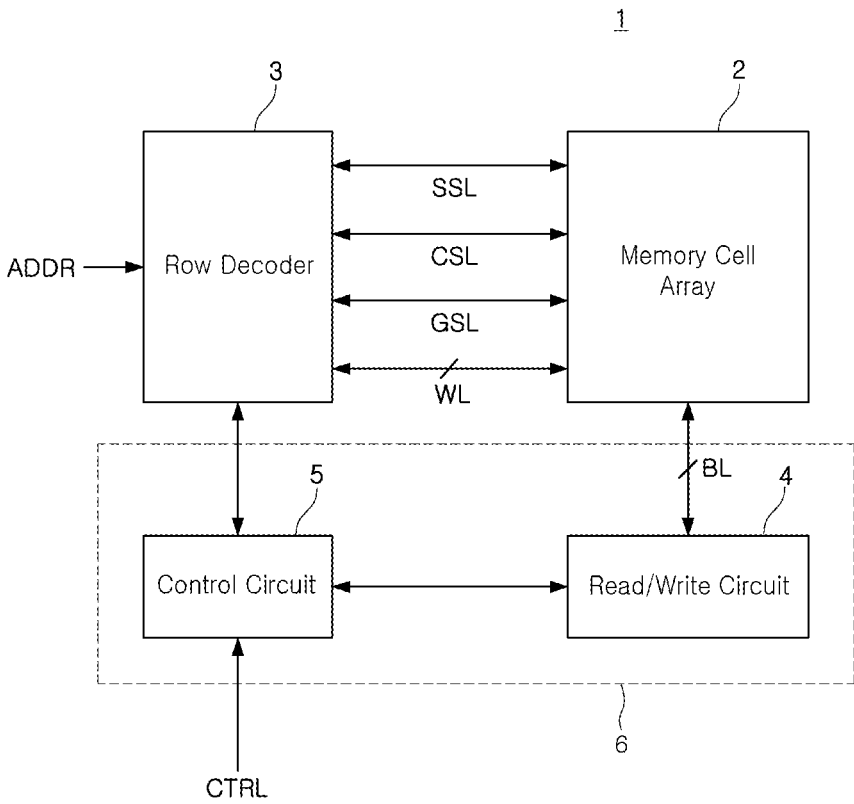 1
3
2
SSL
CSL
ADDR
Row Decoder
Memory Cell
Array
GSL
WL
BL
5
4
Control Circuit
Read/Write Circuit
6
CTRL